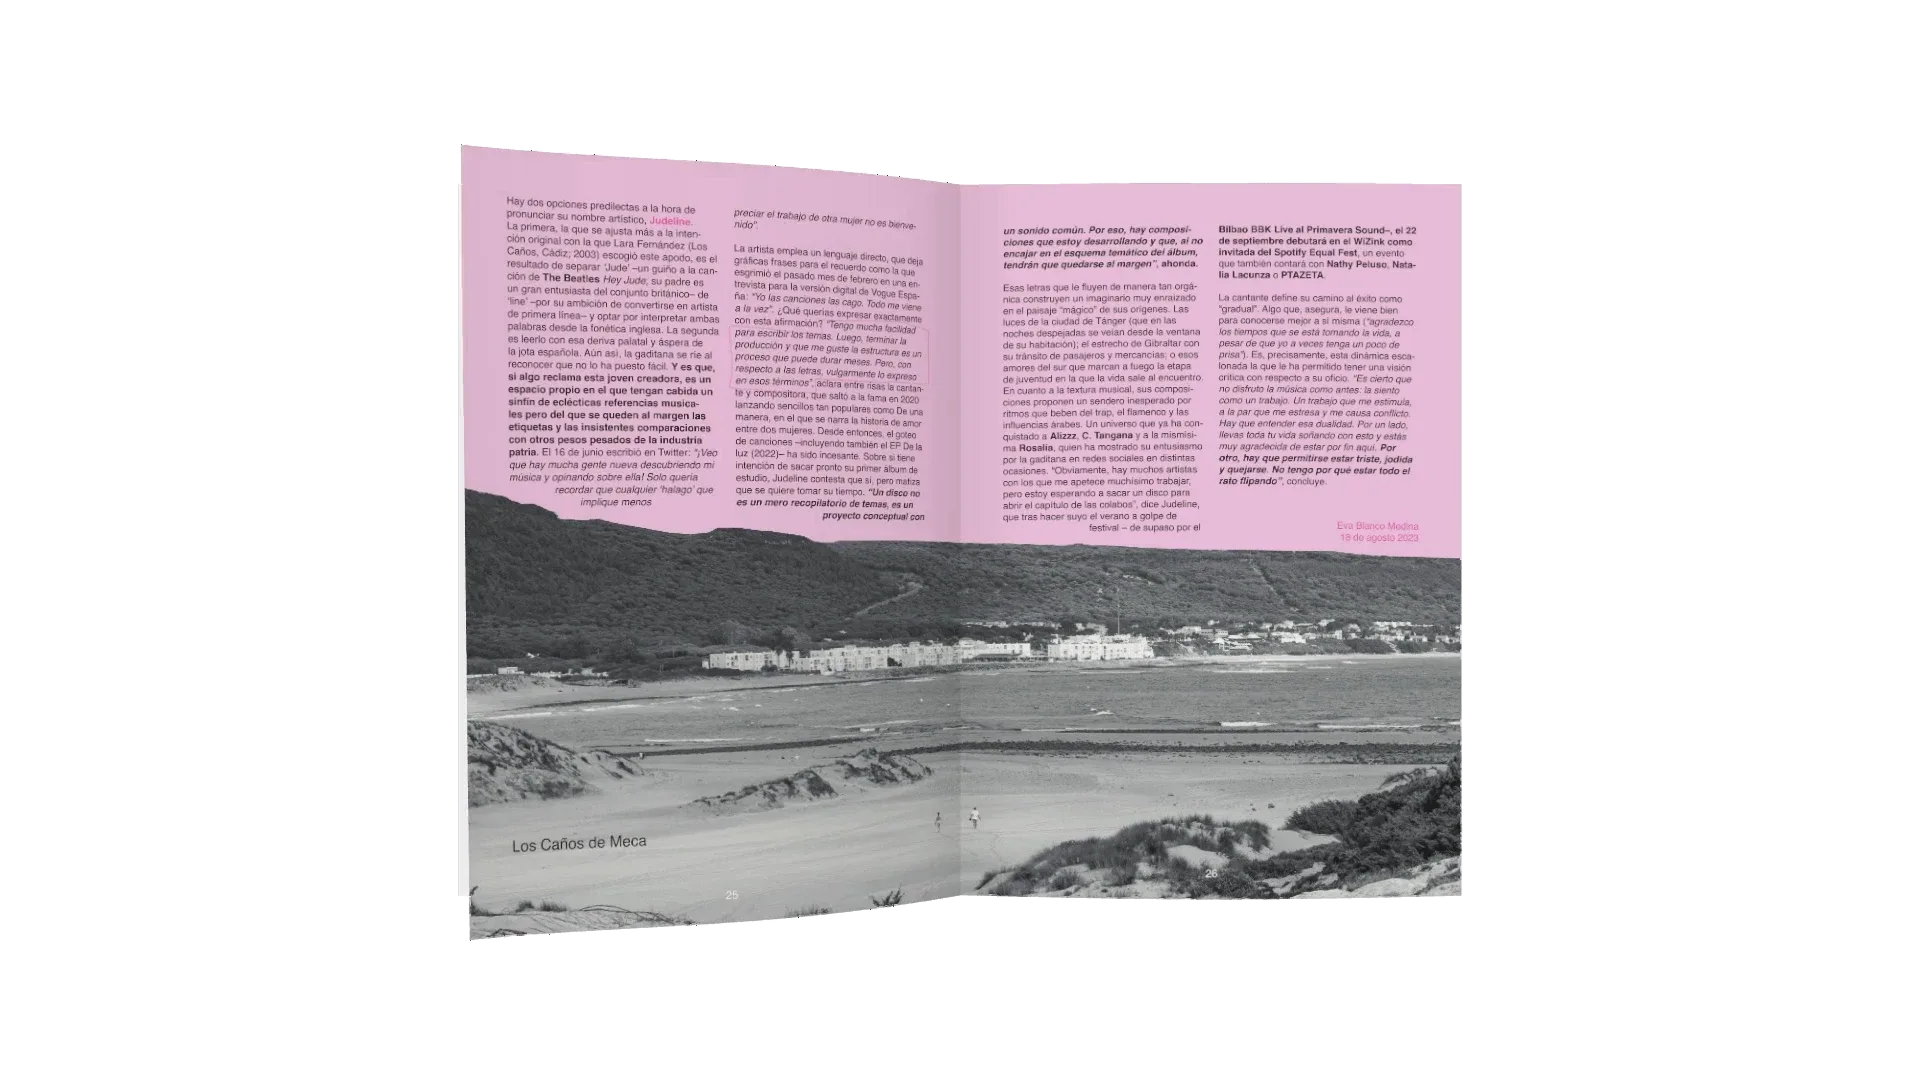 Hay dos opciones predilectas a la hora de
pronunciar su nombre artístico, Judeline.
La primera, la que se ajusta más a la inten-
ción original con la que Lara Fernández (Los
Caños, Cádiz; 2003) escogió este apodo, es el
resultado de separar ‘Jude’ –un guiño a la can-
ción de The Beatles Hey Jude, su padre es
un gran entusiasta del conjunto británico– de
‘line’ –por su ambición de convertirse en artista
de primera línea– y optar por interpretar ambas
palabras desde la fonética inglesa. La segunda
es leerlo con esa deriva palatal y áspera de
la jota española. Aún así, la gaditana se ríe al
reconocer que no lo ha puesto fácil. Y es que,
si algo reclama esta joven creadora, es un
espacio propio en el que tengan cabida un
sinfín de eclécticas referencias musica-
les pero del que se queden al margen las
etiquetas y las insistentes comparaciones
con otros pesos pesados de la industria
patria. El 16 de junio escribió en Twitter: “¡Veo
que hay mucha gente nueva descubriendo mi
música y opinando sobre ella! Solo quería
recordar que cualquier ‘halago’ que
implique menos
preciar el trabajo de otra mujer no es bienve-
nido”.
La artista emplea un lenguaje directo, que deja
gráficas frases para el recuerdo como la que
esgrimió el pasado mes de febrero en una en-
trevista para la versión digital de Vogue Espa-
ña: “Yo las canciones las cago. Todo me viene
a la vez”. ¿Qué querías expresar exactamente
con esta afirmación? “Tengo mucha facilidad
para escribir los temas. Luego, terminar la
producción y que me guste la estructura es un
proceso que puede durar meses. Pero, con
respecto a las letras, vulgarmente lo expreso
en esos términos”, aclara entre risas la cantan-
te y compositora, que saltó a la fama en 2020
lanzando sencillos tan populares como De una
manera, en el que se narra la historia de amor
entre dos mujeres. Desde entonces, el goteo
de canciones –incluyendo también el EP De la
luz (2022)– ha sido incesante. Sobre si tiene
intención de sacar pronto su primer álbum de
estudio, Judeline contesta que sí, pero matiza
que se quiere tomar su tiempo. “Un disco no
es un mero recopilatorio de temas, es un
proyecto conceptual con
un sonido común. Por eso, hay composi-
ciones que estoy desarrollando y que, al no
encajar en el esquema temático del álbum,
tendrán que quedarse al margen”, ahonda.
Esas letras que le fluyen de manera tan orgá-
nica construyen un imaginario muy enraizado
en el paisaje “mágico” de sus orígenes. Las
luces de la ciudad de Tánger (que en las
noches despejadas se veían desde la ventana
de su habitación); el estrecho de Gibraltar con
su tránsito de pasajeros y mercancías; o esos
amores del sur que marcan a fuego la etapa
de juventud en la que la vida sale al encuentro.
En cuanto a la textura musical, sus composi-
ciones proponen un sendero inesperado por
ritmos que beben del trap, el flamenco y las
influencias árabes. Un universo que ya ha con-
quistado a Alizzz, C. Tangana y a la mismísi-
ma Rosalía, quien ha mostrado su entusiasmo
por la gaditana en redes sociales en distintas
ocasiones. “Obviamente, hay muchos artistas
con los que me apetece muchísimo trabajar,
pero estoy esperando a sacar un disco para
abrir el capítulo de las colabos”, dice Judeline,
que tras hacer suyo el verano a golpe de
festival – de supaso por el
Bilbao BBK Live al Primavera Sound–, el 22
de septiembre debutará en el WiZink como
invitada del Spotify Equal Fest, un evento
que también contará con Nathy Peluso, Nata-
lia Lacunza o PTAZETA.
La cantante define su camino al éxito como
“gradual”. Algo que, asegura, le viene bien
para conocerse mejor a sí misma (“agradezco
los tiempos que se está tomando la vida, a
pesar de que yo a veces tenga un poco de
prisa”). Es, precisamente, esta dinámica esca-
lonada la que le ha permitido tener una visión
crítica con respecto a su oficio. “Es cierto que
no disfruto la música como antes: la siento
como un trabajo. Un trabajo que me estimula,
a la par que me estresa y me causa conflicto.
Hay que entender esa dualidad. Por un lado,
llevas toda tu vida soñando con esto y estás
muy agradecida de estar por fin aquí. Por
otro, hay que permitirse estar triste, jodida
y quejarse. No tengo por qué estar todo el
rato flipando”, concluye.
Eva Blanco Medina
18 de agosto 2023
Los Caños de Meca
25
26